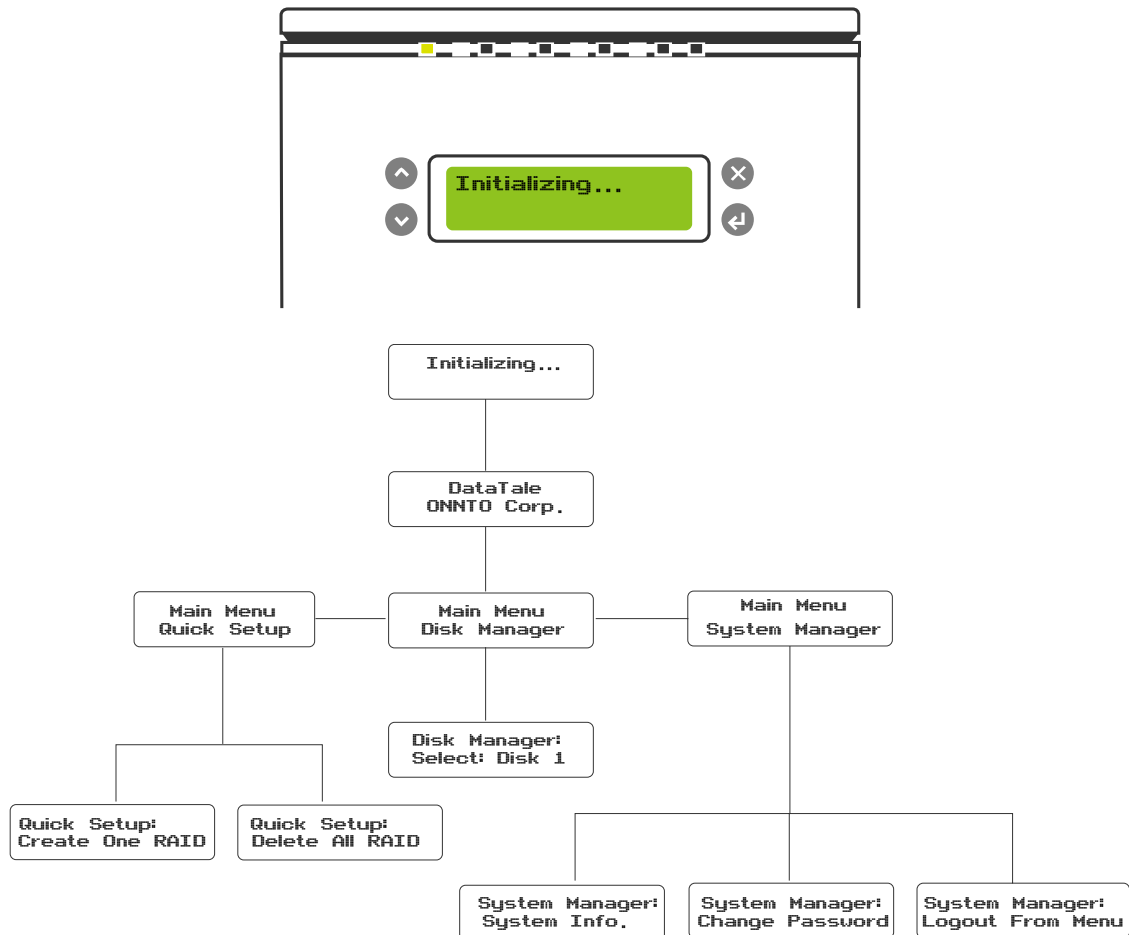 Initializing...
Initializing...
DataTale
ONNTO Corp.
Main Menu
Quick Setup
Main Menu
Disk Manager
Main Menu
System Manager
Disk Manager:
Select: Disk 1
Quick Setup:
Create One RAID
Quick Setup:
Delete All RAID
System Manager:
System Info.
System Manager:
Change Password
System Manager:
Logout From Menu